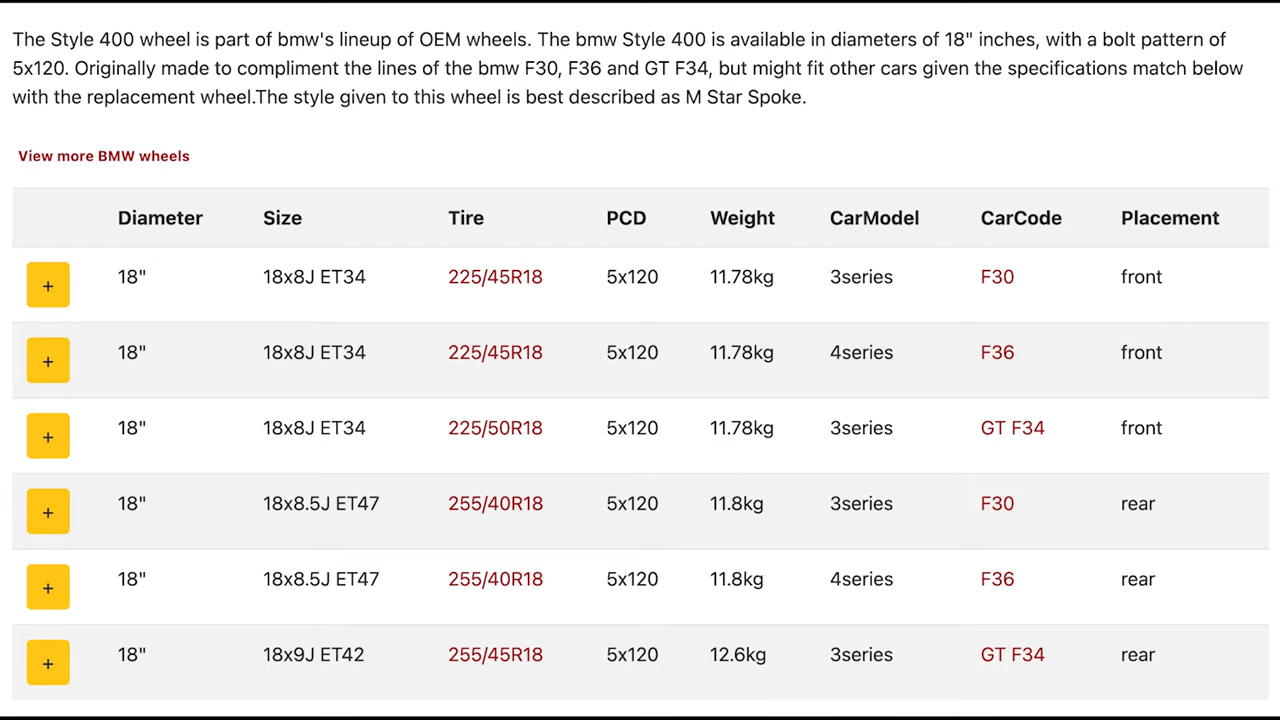 The Style 400 wheel is part of bmw's lineup of OEM wheels. The bmw Style 400 is available in diameters of 18" inches, with a bolt pattern of
5x120. Originally made to compliment the lines of the bmw F30, F36 and GT F34, but might fit other cars given the specifications match below
with the replacement wheel.The style given to this wheel is best described as M Star Spoke.
View more BMW wheels
Diameter Size Tire PCD Weight CarModel CarCode Placement
+ 18" 18x8J ET34 225/45R18 5x120 11.78kg 3series F30 front
+ 18" 18x8J ET34 225/45R18 5x120 11.78kg 4series F36 front
+ 18" 18x8J ET34 225/50R18 5x120 11.78kg 3series GT F34 front
+ 18" 18x8.5J ET47 255/40R18 5x120 11.8kg 3series F30 rear
+ 18" 18x8.5J ET47 255/40R18 5x120 11.8kg 4series F36 rear
+ 18" 18x9J ET42 255/45R18 5x120 12.6kg 3series GT F34 rear